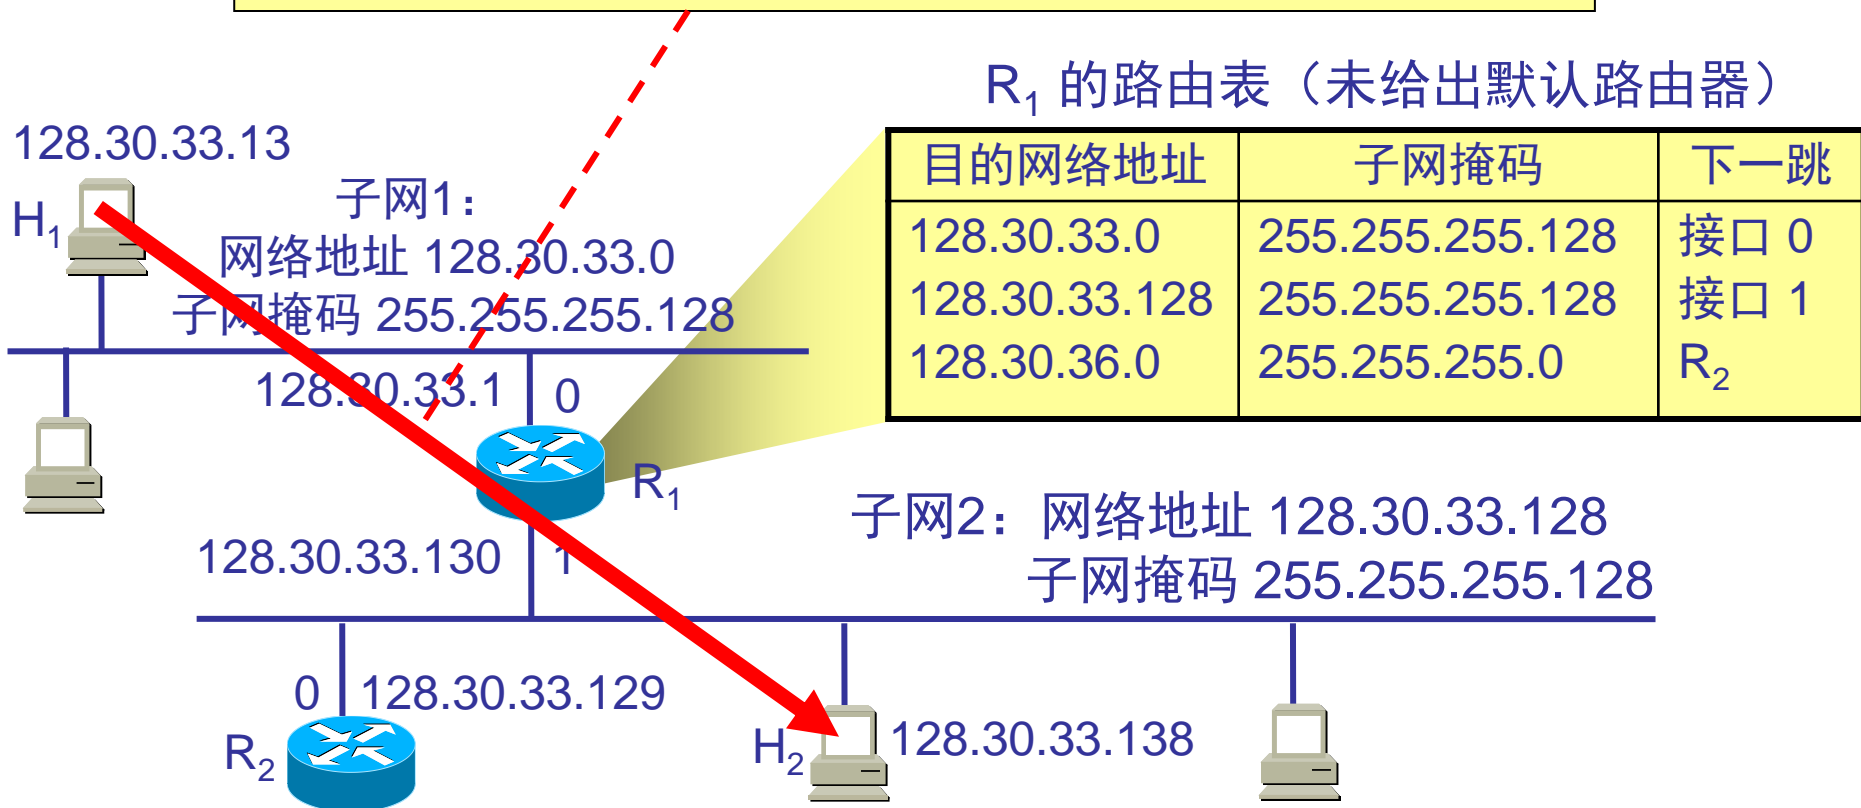 R1 的路由表（未给出默认路由器）
目的网络地址 子网掩码 下一跳
128.30.33.0 255.255.255.128 接口 0
128.30.33.128 255.255.255.128 接口 1
128.30.36.0 255.255.255.0 R2
128.30.33.13
H1
子网1：
网络地址 128.30.33.0
子网掩码 255.255.255.128
128.30.33.1 0
R1
子网2：网络地址 128.30.33.128
子网掩码 255.255.255.128
128.30.33.130 1
0 128.30.33.129
R2
H2 128.30.33.138